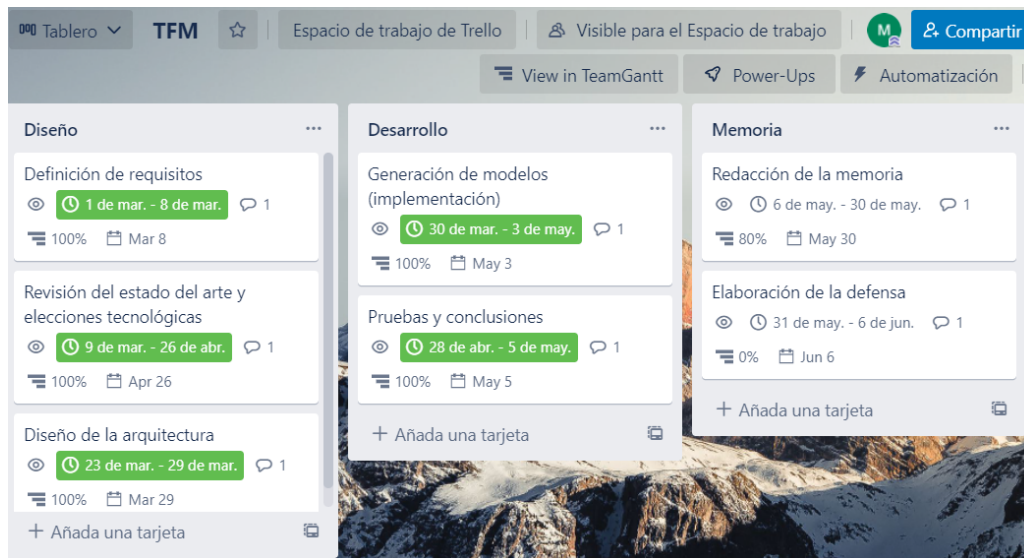 Tablero
TFM
Espacio de trabajo de Trello
Visible para el Espacio de trabajo
M
Compartir
View in TeamGantt
Power-Ups
Automatización
Diseño
Definición de requisitos
1 de mar. - 8 de mar.
1
100%
Mar 8
Revisión del estado del arte y
elecciones tecnológicas
9 de mar. - 26 de abr.
1
100%
Apr 26
Diseño de la arquitectura
23 de mar. - 29 de mar.
1
100%
Mar 29
+ Añada una tarjeta
Desarrollo
Generación de modelos
(implementación)
30 de mar. - 3 de may.
1
100%
May 3
Pruebas y conclusiones
28 de abr. - 5 de may.
1
100%
May 5
+ Añada una tarjeta
Memoria
Redacción de la memoria
6 de may. - 30 de may.
1
80%
May 30
Elaboración de la defensa
31 de may. - 6 de jun.
1
0%
Jun 6
+ Añada una tarjeta